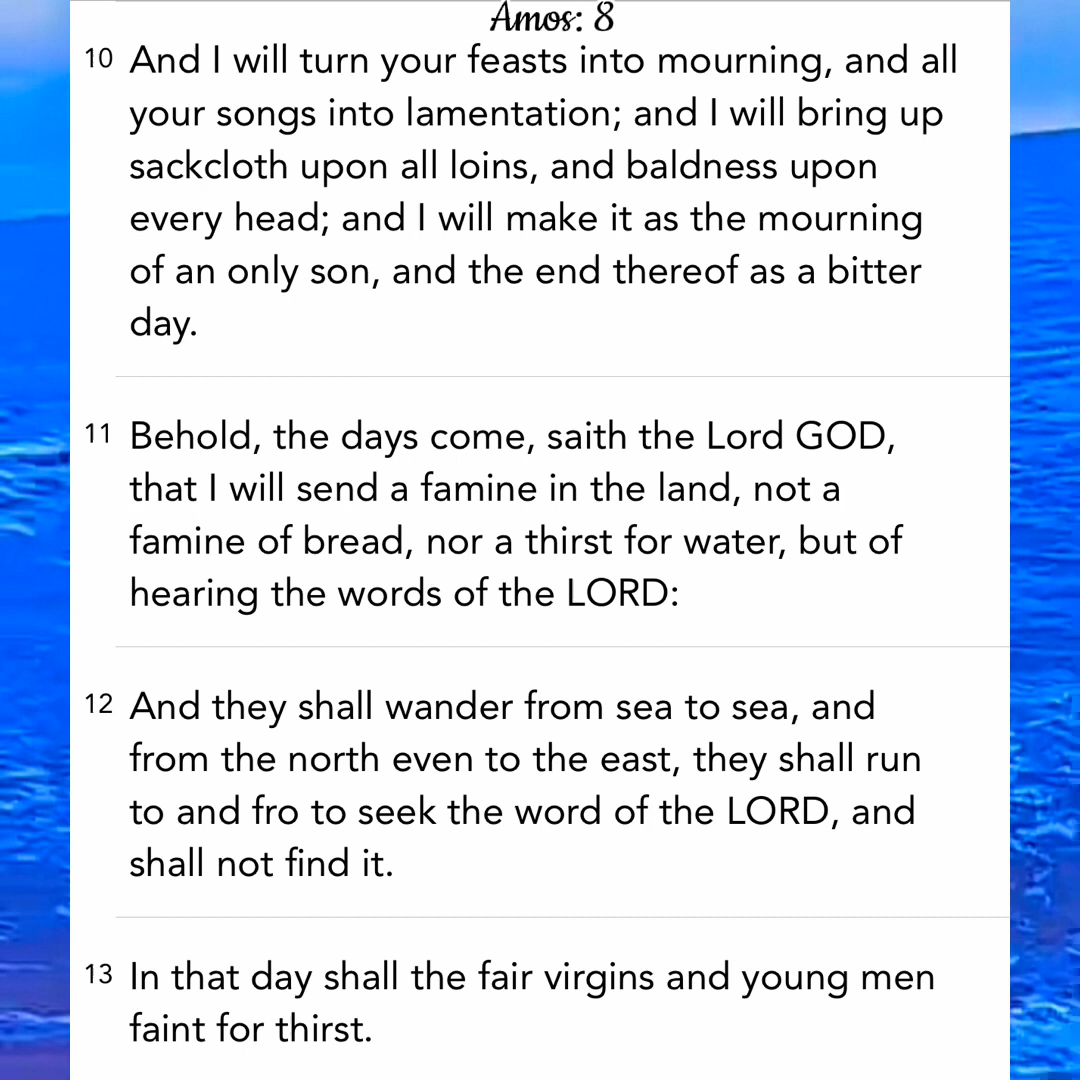 Amos: 8
10 And I will turn your feasts into mourning, and all
your songs into lamentation; and I will bring up
sackcloth upon all loins, and baldness upon
every head; and I will make it as the mourning
of an only son, and the end thereof as a bitter
day.
11 Behold, the days come, saith the Lord GOD,
that I will send a famine in the land, not a
famine of bread, nor a thirst for water, but of
hearing the words of the LORD:
12 And they shall wander from sea to sea, and
from the north even to the east, they shall run
to and fro to seek the word of the LORD, and
shall not find it.
13 In that day shall the fair virgins and young men
faint for thirst.